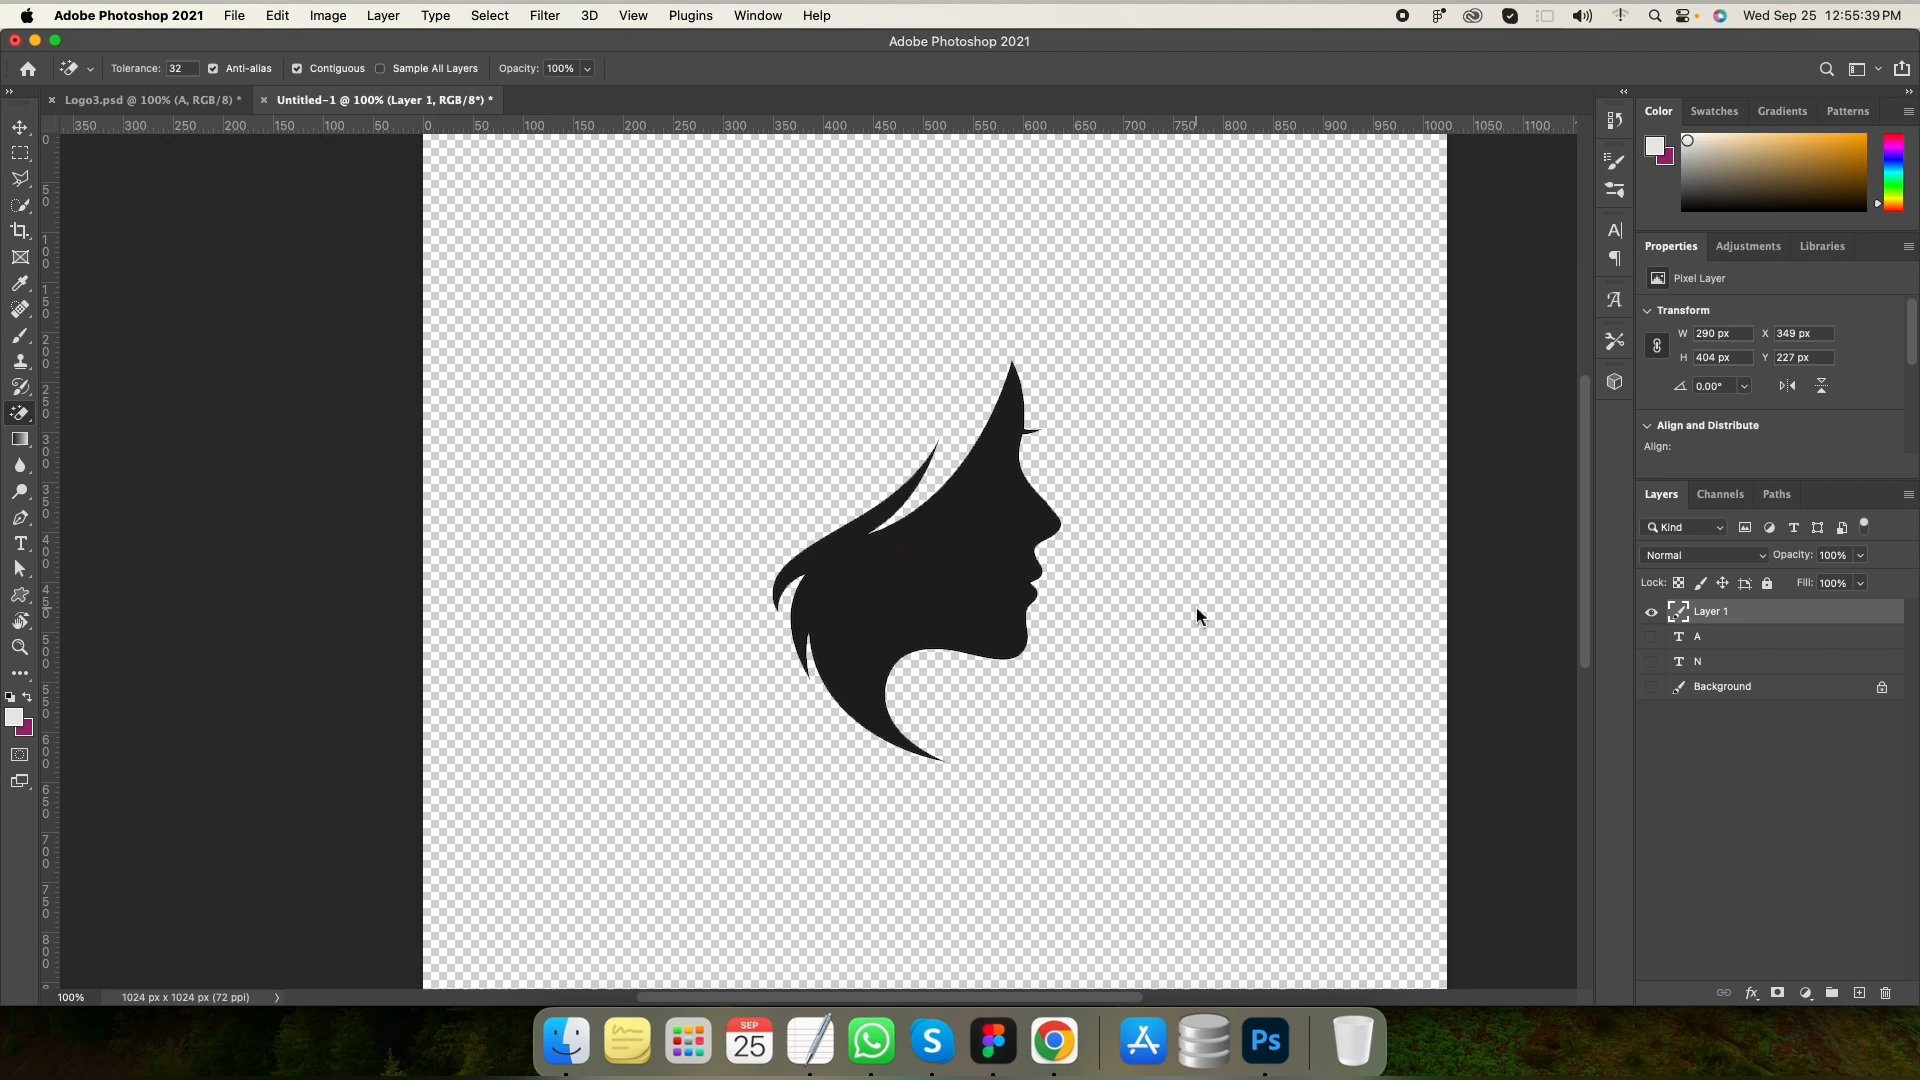 Adobe Photoshop 2021 File Edit Image Layer Type Select Filter 3D View Plugins Window Help Wed Sep 25 12:55:39 PM
Adobe Photoshop 2021
Tolerance: 32 Anti-alias Contiguous Sample All Layers Opacity: 100%
Logo3.psd @ 100% (A, RGB/8) * Untitled-1 @ 100% (Layer 1, RGB/8*) *
350 300 250 200 150 100 50 0 50 100 150 200 250 300 350 400 450 500 550 600 650 700 750 800 850 900 950 1000 1050 1100
0
50
100
150
200
250
300
350
400
450
500
550
600
650
700
750
800
Color Swatches Gradients Patterns
Properties Adjustments Libraries
Pixel Layer
Transform
W 290 px X 349 px
H 404 px Y 227 px
0.00°
Align and Distribute
Align:
Layers Channels Paths
Kind
Normal Opacity: 100%
Lock: Fill: 100%
Layer 1
T A
T N
Background
100% 1024 px x 1024 px (72 ppi)
SEP
25
Ps